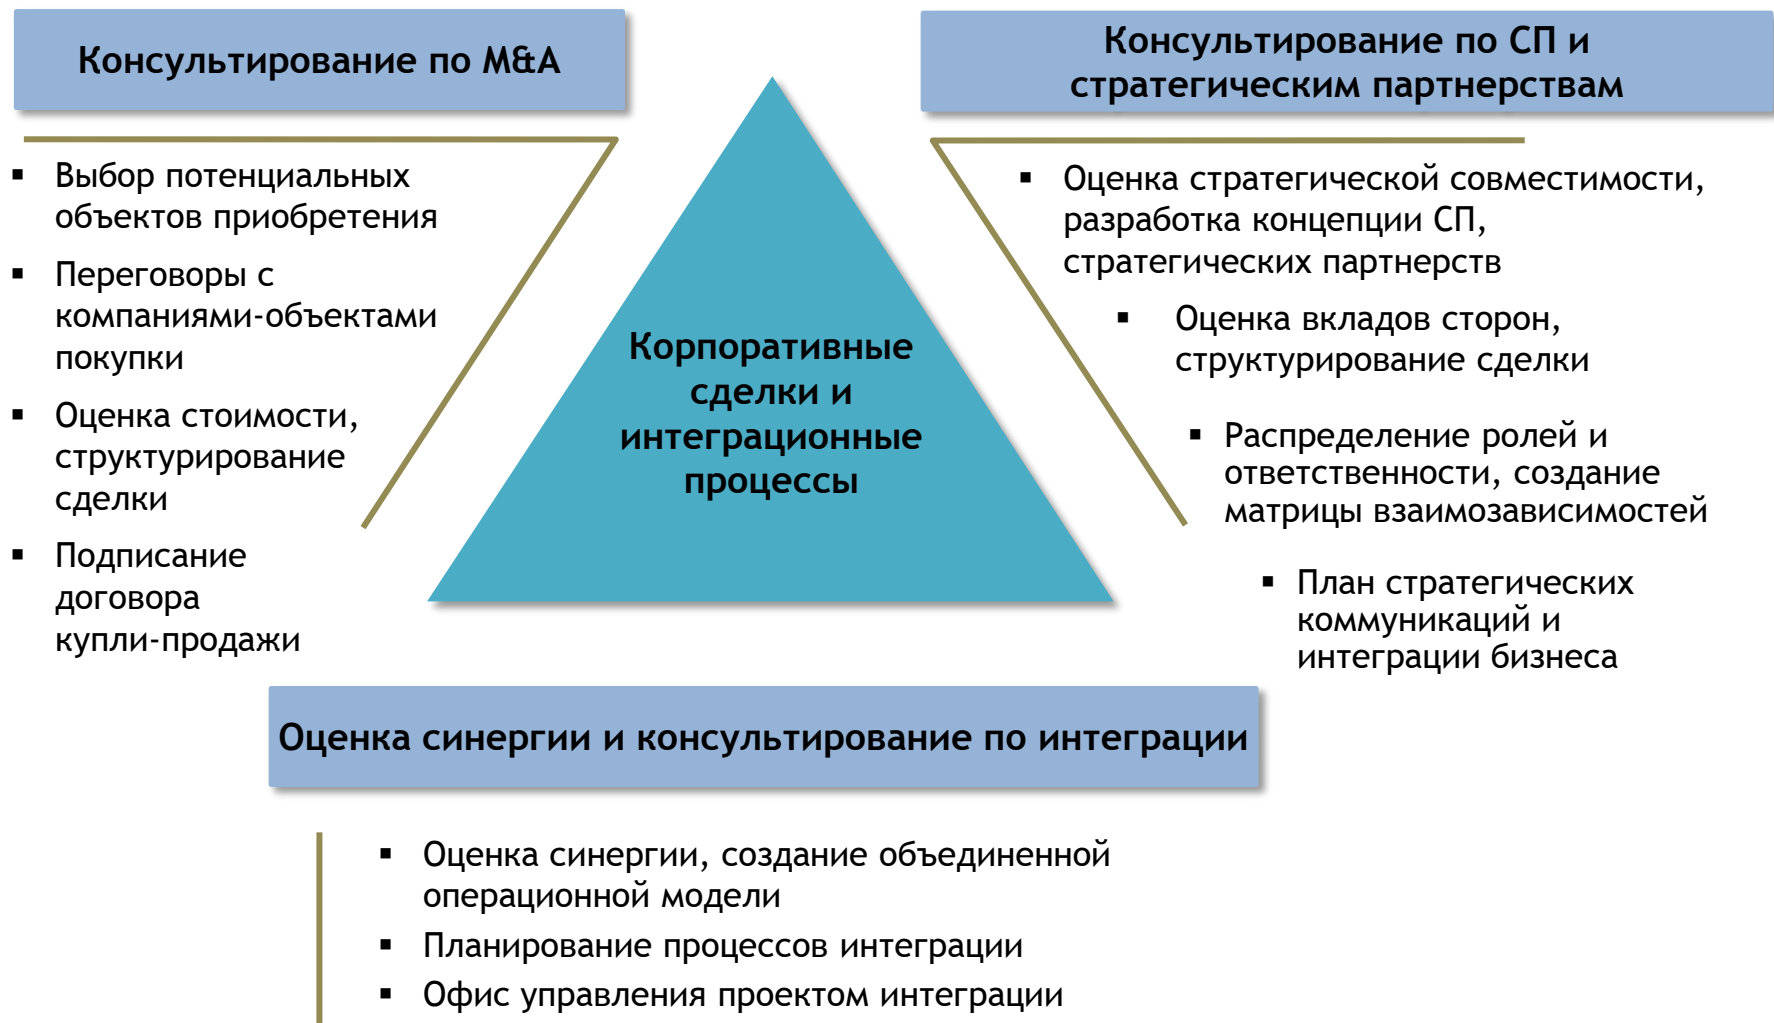 Консультирование по M&A
Выбор потенциальных
объектов приобретения
Переговоры с
компаниями-объектами
покупки
Оценка стоимости,
структурирование
сделки
Подписание
договора
купли-продажи
Корпоративные
сделки и
интеграционные
процессы
Консультирование по СП и
стратегическим партнерствам
Оценка стратегической совместимости,
разработка концепции СП,
стратегических партнерств
Оценка вкладов сторон,
структурирование сделки
Распределение ролей и
ответственности, создание
матрицы взаимозависимостей
План стратегических
коммуникаций и
интеграции бизнеса
Оценка синергии и консультирование по интеграции
Оценка синергии, создание объединенной
операционной модели
Планирование процессов интеграции
Офис управления проектом интеграции